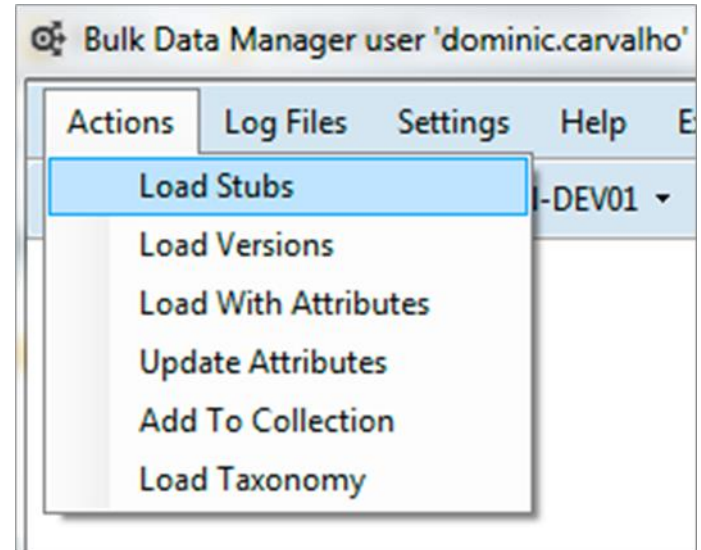 Bulk Data Manager user 'dominic.carvalho'
Actions Log Files Settings Help
Load Stubs
-DEV01
Load Versions
Load With Attributes
Update Attributes
Add To Collection
Load Taxonomy